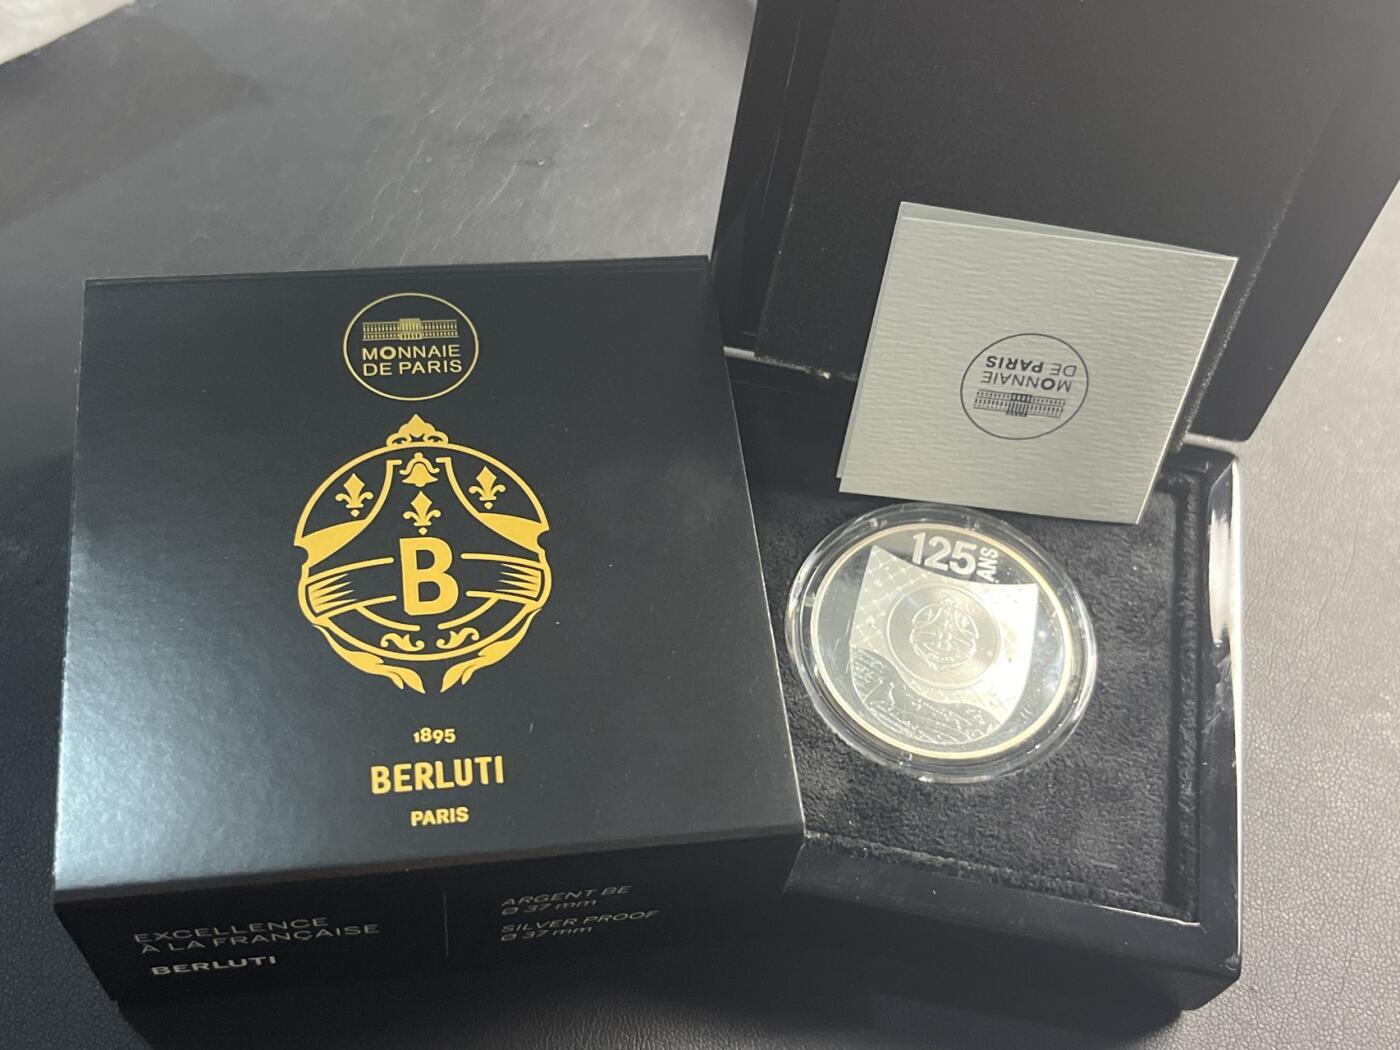 MONNAIE
DE PARIS
B
1895
BERLUTI
PARIS
EXCELLENCE
À LA FRANÇAISE
BERLUTI
ARGENT BE
Ø 37 mm
SILVER PROOF
Ø 37 mm
MONNAIE
DE PARIS
125
ANS
B